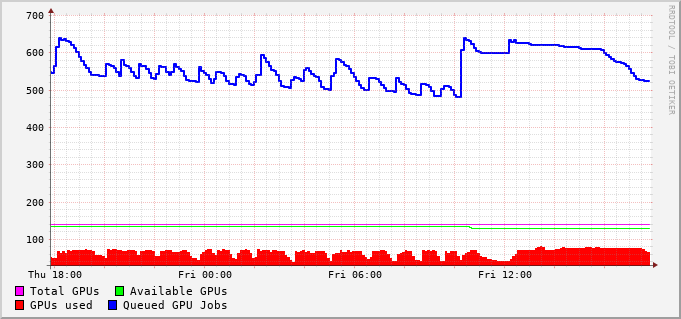 700
600
500
400
300
200
100
Thu 18:00 Fri 00:00 Fri 06:00 Fri 12:00
Total GPUs Available GPUs
GPUs used Queued GPU Jobs
RRDTOOL / TOBI OETIKER